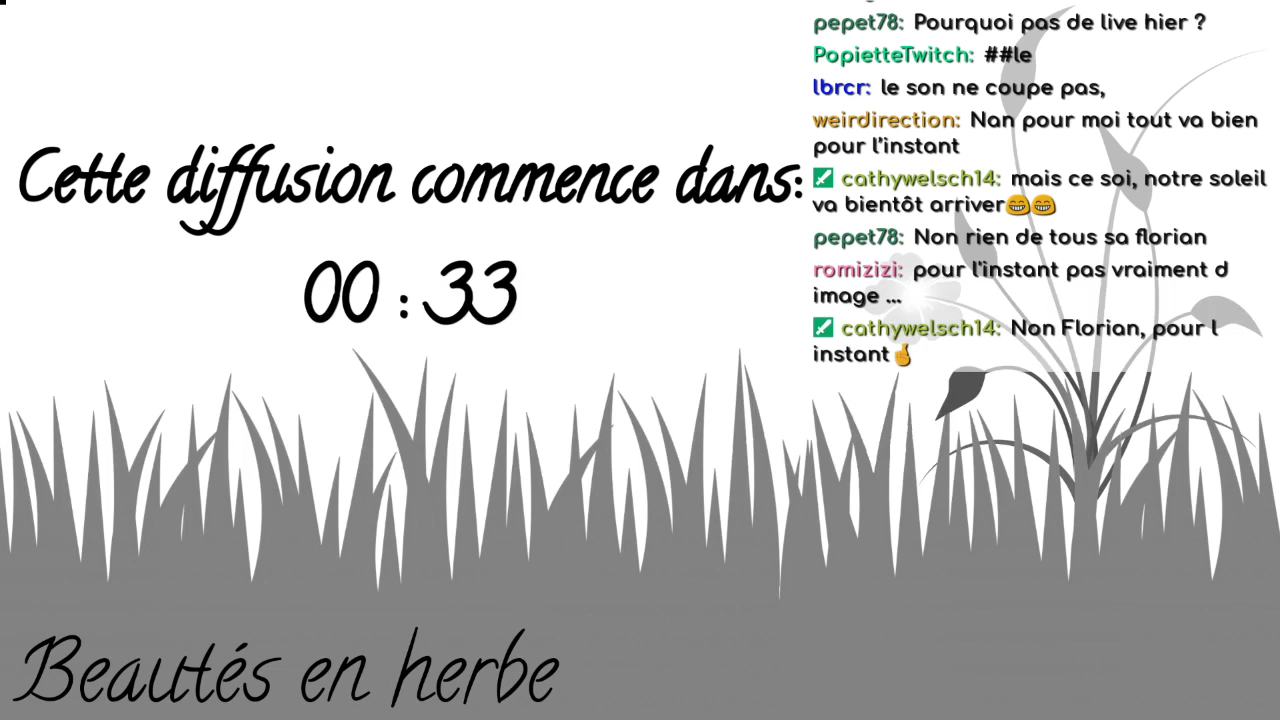 Cette diffusion commence dans:
00 : 33
pepet78: Pourquoi pas de live hier ?
PopietteTwitch: ##le
lbrcr: le son ne coupe pas,
weirdirection: Nan pour moi tout va bien
pour l'instant
cathywelsch14: mais ce soi, notre soleil
va bientôt arriver😁😁
pepet78: Non rien de tous sa florian
romizizi: pour l'instant pas vraiment d
image ...
cathywelsch14: Non Florian, pour l
instant🤞
Beautés en herbe